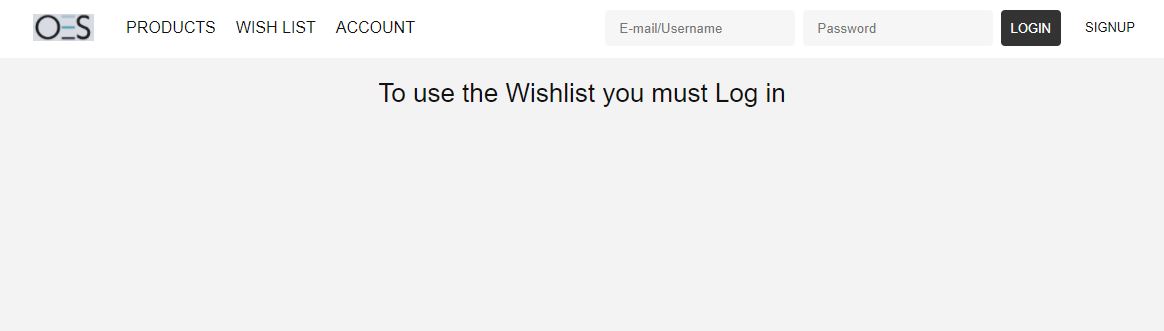 OES PRODUCTS WISH LIST ACCOUNT E-mail/Username Password LOGIN SIGNUP
To use the Wishlist you must Log in